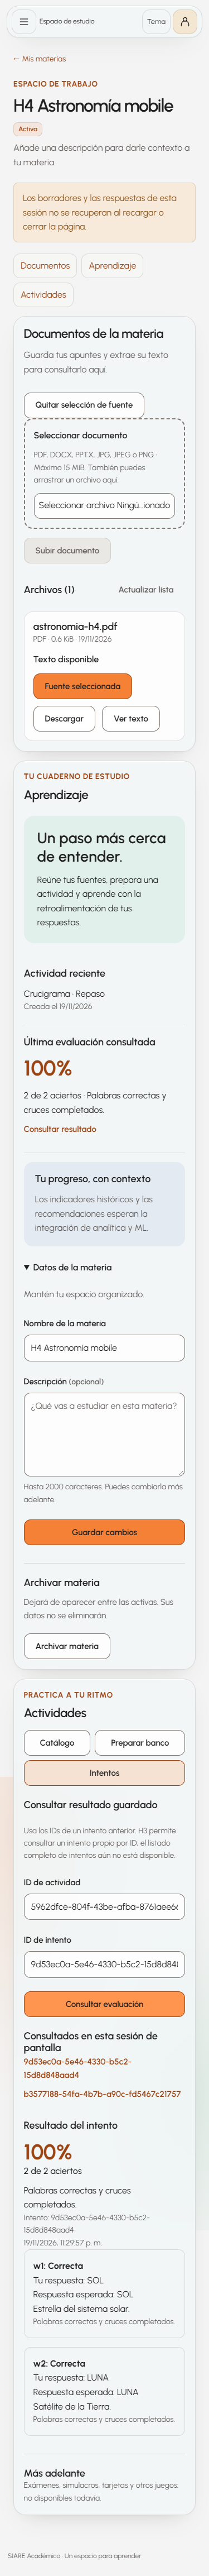 Espacio de estudio
Tema
← Mis materias
ESPACIO DE TRABAJO
H4 Astronomía mobile
Activa
Añade una descripción para darle contexto a
tu materia.
Los borradores y las respuestas de esta
sesión no se recuperan al recargar o
cerrar la página.
Documentos
Aprendizaje
Actividades
Documentos de la materia
Guarda tus apuntes y extrae su texto
para consultarlo aquí.
Quitar selección de fuente
Seleccionar documento
PDF, DOCX, PPTX, JPG, JPEG o PNG ·
Máximo 15 MiB. También puedes
arrastrar un archivo aquí.
Seleccionar archivo Ningú...ionado
Subir documento
Archivos (1)
Actualizar lista
astronomia-h4.pdf
PDF · 0,6 KiB · 19/11/2026
Texto disponible
Fuente seleccionada
Descargar
Ver texto
TU CUADERNO DE ESTUDIO
Aprendizaje
Un paso más cerca
de entender.
Reúne tus fuentes, prepara una
actividad y aprende con la
retroalimentación de tus
respuestas.
Actividad reciente
Crucigrama · Repaso
Creada el 19/11/2026
Última evaluación consultada
100%
2 de 2 aciertos · Palabras correctas y
cruces completados.
Consultar resultado
Tu progreso, con contexto
Los indicadores históricos y las
recomendaciones esperan la
integración de analítica y ML.
▼ Datos de la materia
Mantén tu espacio organizado.
Nombre de la materia
H4 Astronomía mobile
Descripción (opcional)
¿Qué vas a estudiar en esta materia?
Hasta 2000 caracteres. Puedes cambiarla más
adelante.
Guardar cambios
Archivar materia
Dejará de aparecer entre las activas. Sus
datos no se eliminarán.
Archivar materia
PRACTICA A TU RITMO
Actividades
Catálogo
Preparar banco
Intentos
Consultar resultado guardado
Usa los IDs de un intento anterior. H3 permite
consultar un intento propio por ID; el listado
completo de intentos aún no está disponible.
ID de actividad
5962dfce-804f-43be-afba-8761aee6
ID de intento
9d53ec0a-5e46-4330-b5c2-15d8d848
Consultar evaluación
Consultados en esta sesión de
pantalla
9d53ec0a-5e46-4330-b5c2-
15d8d848aad4
b3577188-54fa-4b7b-a90c-fd5467c21757
Resultado del intento
100%
2 de 2 aciertos
Palabras correctas y cruces
completados.
Intento: 9d53ec0a-5e46-4330-b5c2-
15d8d848aad4
19/11/2026, 11:29:57 p. m.
w1: Correcta
Tu respuesta: SOL
Respuesta esperada: SOL
Estrella del sistema solar.
Palabras correctas y cruces completados.
w2: Correcta
Tu respuesta: LUNA
Respuesta esperada: LUNA
Satélite de la Tierra.
Palabras correctas y cruces completados.
Más adelante
Exámenes, simulacros, tarjetas y otros juegos:
no disponibles todavía.
SIARE Académico · Un espacio para aprender